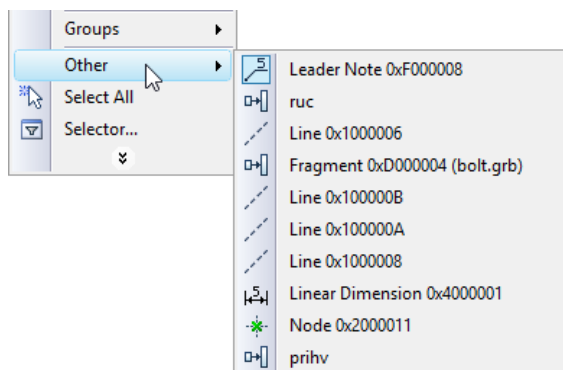 Groups
Other
Select All
Selector...
Leader Note 0xF000008
ruc
Line 0x1000006
Fragment 0xD000004 (bolt.grb)
Line 0x100000B
Line 0x100000A
Line 0x1000008
Linear Dimension 0x4000001
Node 0x2000011
prihv